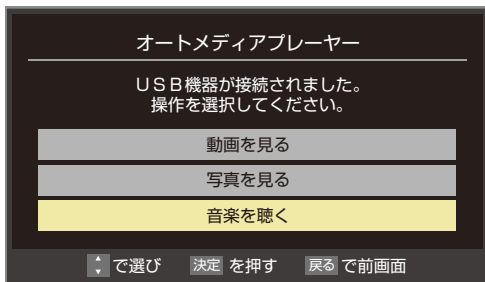 オートメディアプレーヤー
ＵＳＢ機器が接続されました。
操作を選択してください。
動画を見る
写真を見る
音楽を聴く
で選び 決定 を押す 戻る で前画面